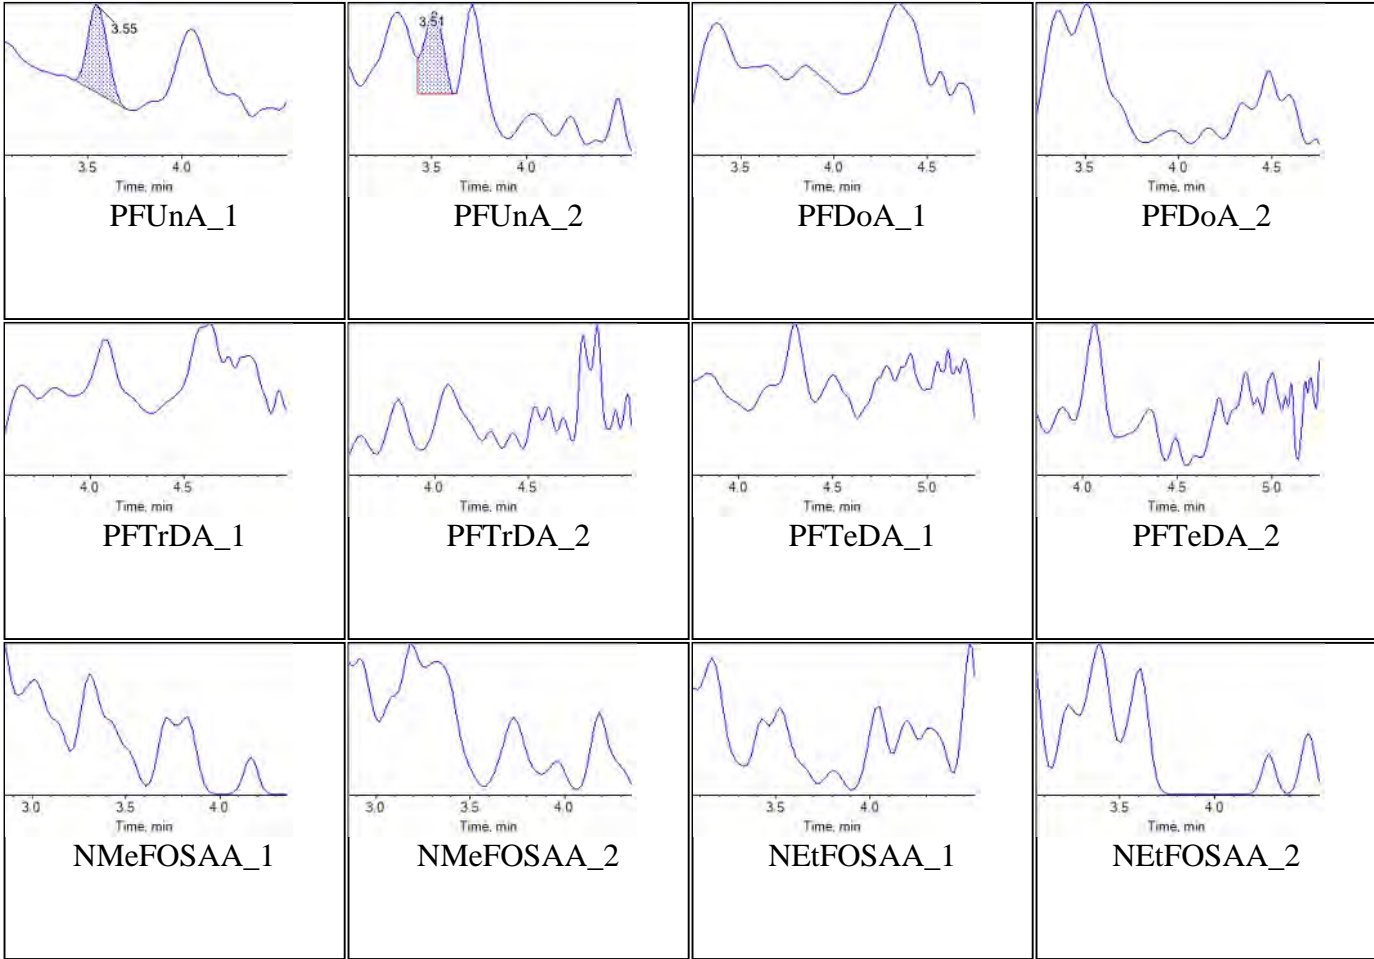 3.55
3.5 4.0
Time, min
PFUnA_1
3.51
3.5 4.0
Time, min
PFUnA_2
3.5 4.0 4.5
Time, min
PFDoA_1
3.5 4.0 4.5
Time, min
PFDoA_2
4.0 4.5
Time, min
PFTrDA_1
4.0 4.5
Time, min
PFTrDA_2
4.0 4.5 5.0
Time, min
PFTeDA_1
4.0 4.5 5.0
Time, min
PFTeDA_2
3.0 3.5 4.0
Time, min
NMeFOSAA_1
3.0 3.5 4.0
Time, min
NMeFOSAA_2
3.5 4.0
Time, min
NEtFOSAA_1
3.5 4.0
Time, min
NEtFOSAA_2